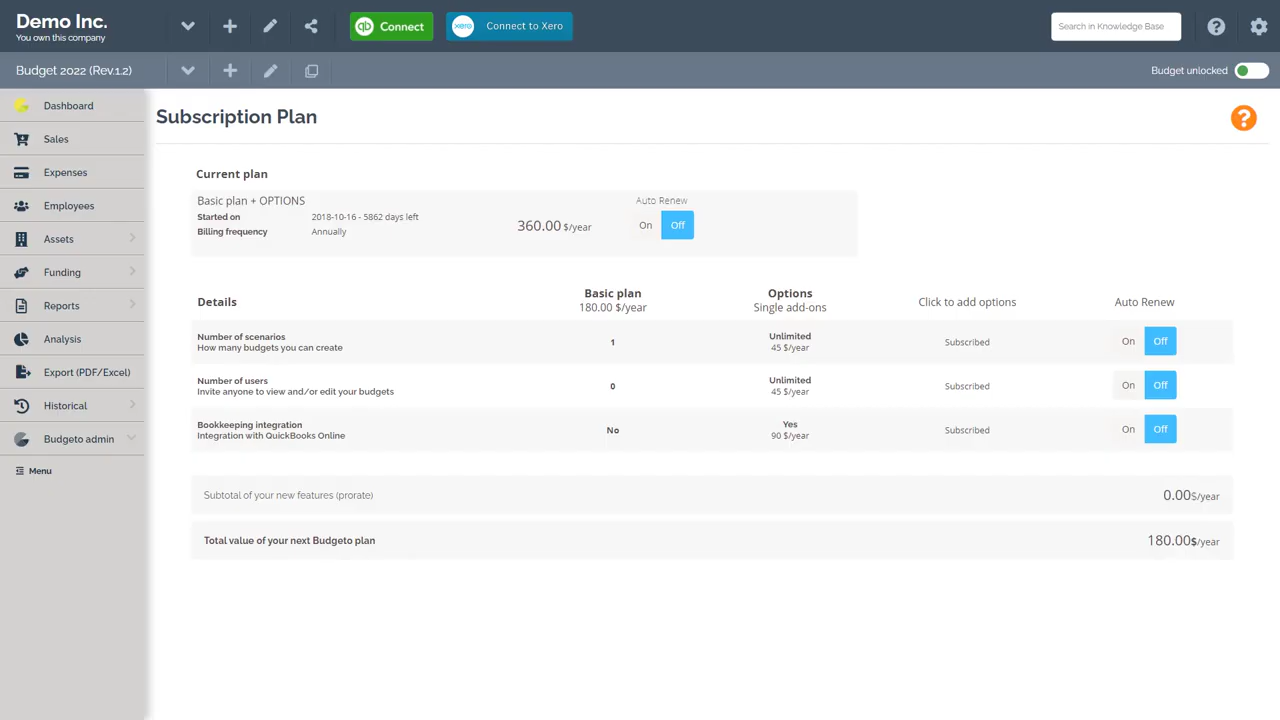 Demo Inc.
You own this company
qb Connect
xero Connect to Xero
Search in Knowledge Base
?
Budget 2022 (Rev.1.2)
Budget unlocked
Dashboard
Sales
Expenses
Employees
Assets
Funding
Reports
Analysis
Export (PDF/Excel)
Historical
Budgeto admin
Menu
Subscription Plan
?
Current plan
Basic plan + OPTIONS
Auto Renew
Started on 2018-10-16 - 5862 days left
360.00 $/year On Off
Billing frequency Annually
Details Basic plan Options Click to add options Auto Renew
180.00 $/year Single add-ons
Number of scenarios Unlimited
How many budgets you can create 1 45 $/year Subscribed On Off
Number of users Unlimited
Invite anyone to view and/or edit your budgets 0 45 $/year Subscribed On Off
Bookkeeping integration Yes
Integration with QuickBooks Online No 90 $/year Subscribed On Off
Subtotal of your new features (prorate) 0.00$/year
Total value of your next Budgeto plan 180.00$/year